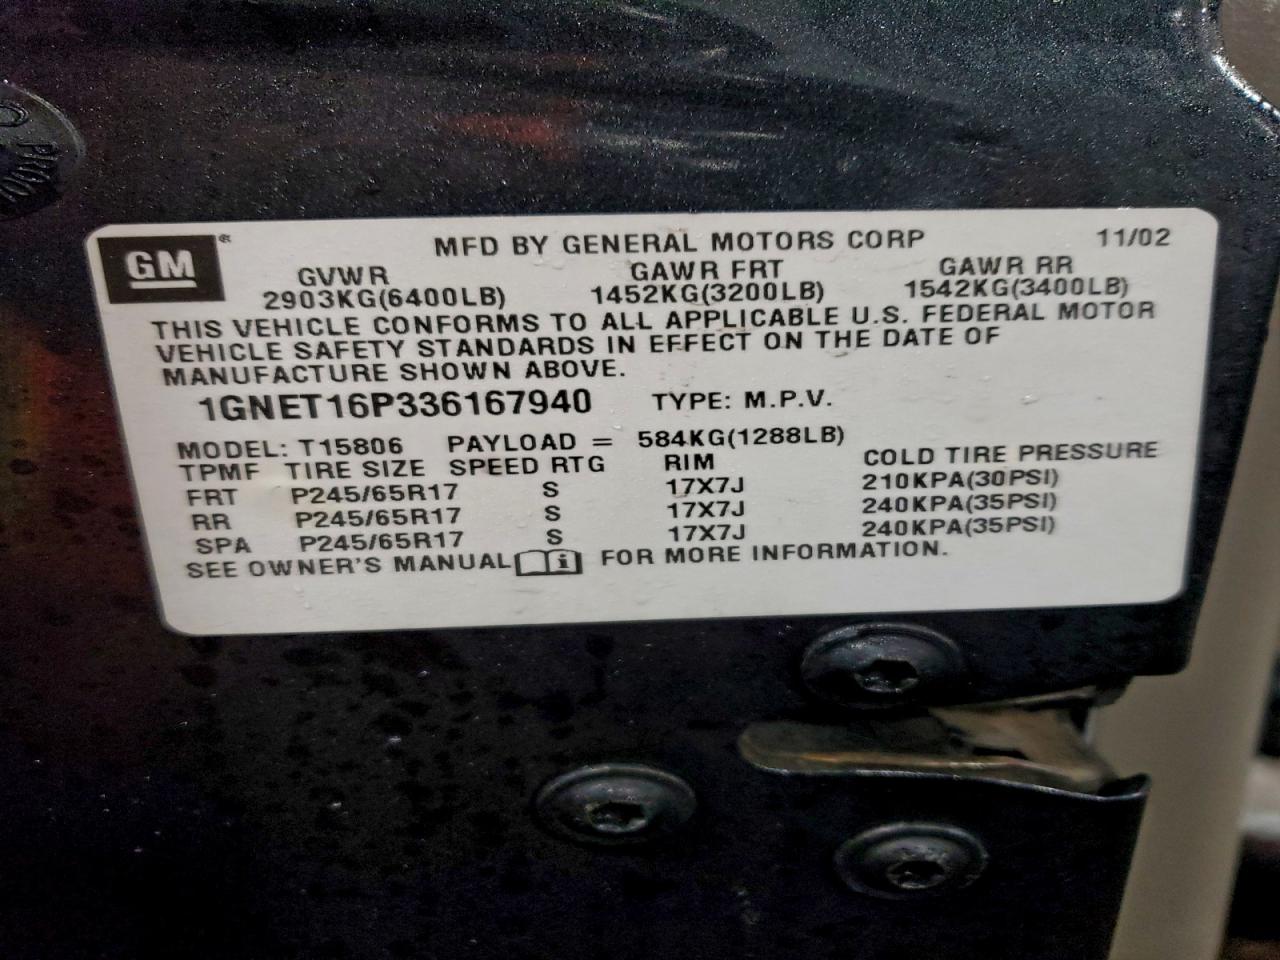 GM® MFD BY GENERAL MOTORS CORP 11/02
GVWR GAWR FRT GAWR RR
2903KG(6400LB) 1452KG(3200LB) 1542KG(3400LB)
THIS VEHICLE CONFORMS TO ALL APPLICABLE U.S. FEDERAL MOTOR
VEHICLE SAFETY STANDARDS IN EFFECT ON THE DATE OF
MANUFACTURE SHOWN ABOVE.
1GNET16P336167940 TYPE: M.P.V.
MODEL: T15806 PAYLOAD = 584KG(1288LB)
TPMF TIRE SIZE SPEED RTG RIM COLD TIRE PRESSURE
FRT P245/65R17 S 17X7J 210KPA(30PSI)
RR P245/65R17 S 17X7J 240KPA(35PSI)
SPA P245/65R17 S 17X7J 240KPA(35PSI)
SEE OWNER'S MANUAL i FOR MORE INFORMATION.